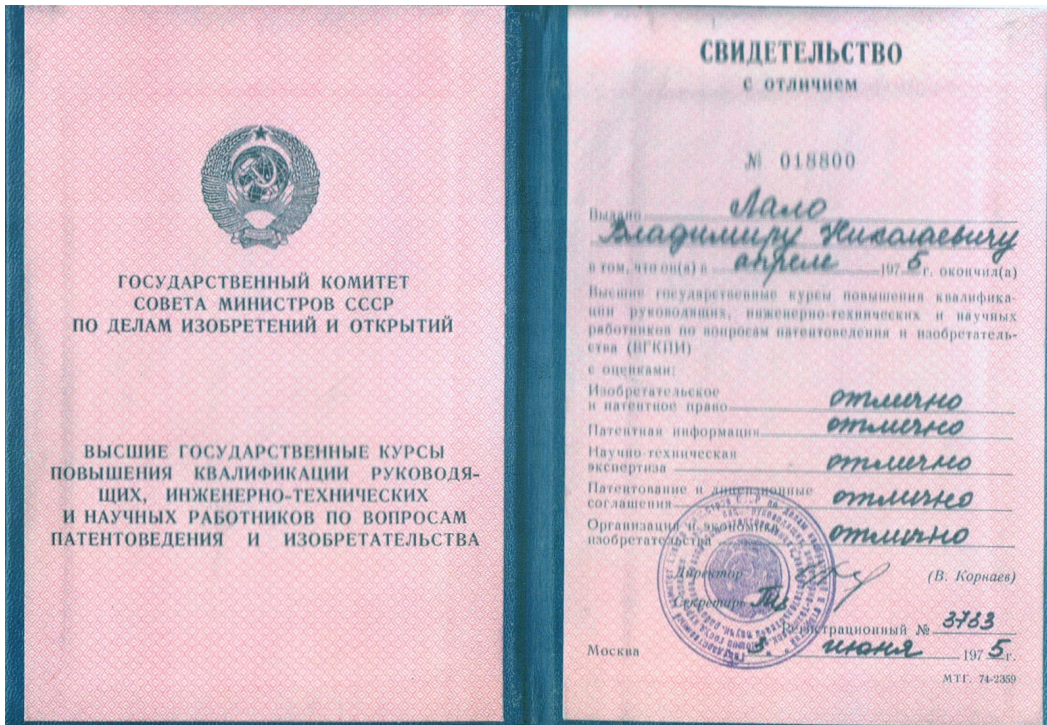 ГОСУДАРСТВЕННЫЙ КОМИТЕТ
СОВЕТА МИНИСТРОВ СССР
ПО ДЕЛАМ ИЗОБРЕТЕНИЙ И ОТКРЫТИЙ
ВЫСШИЕ ГОСУДАРСТВЕННЫЕ КУРСЫ
ПОВЫШЕНИЯ КВАЛИФИКАЦИИ РУКОВОДЯ-
ЩИХ, ИНЖЕНЕРНО-ТЕХНИЧЕСКИХ
И НАУЧНЫХ РАБОТНИКОВ ПО ВОПРОСАМ
ПАТЕНТОВЕДЕНИЯ И ИЗОБРЕТАТЕЛЬСТВА
СВИДЕТЕЛЬСТВО
с отличием
№ 018800
Выдано Лало
Владимиру Николаевичу
в том, что он(а) в апреле 1975 г. окончил(а)
Высшие государственные курсы повышения квалифика-
ции руководящих, инженерно-технических и научных
работников по вопросам патентоведения и изобретатель-
ства (ВГКПИ)
с оценками:
Изобретательское
и патентное право отлично
Патентная информация отлично
Научно-техническая
экспертиза отлично
Патентование и лицензионные
соглашения отлично
Организация и экономика
изобретательства отлично
Директор (В. Корнаев)
Секретарь
Регистрационный № 3783
Москва 5 июня 1975 г.
МТГ. 74-2359